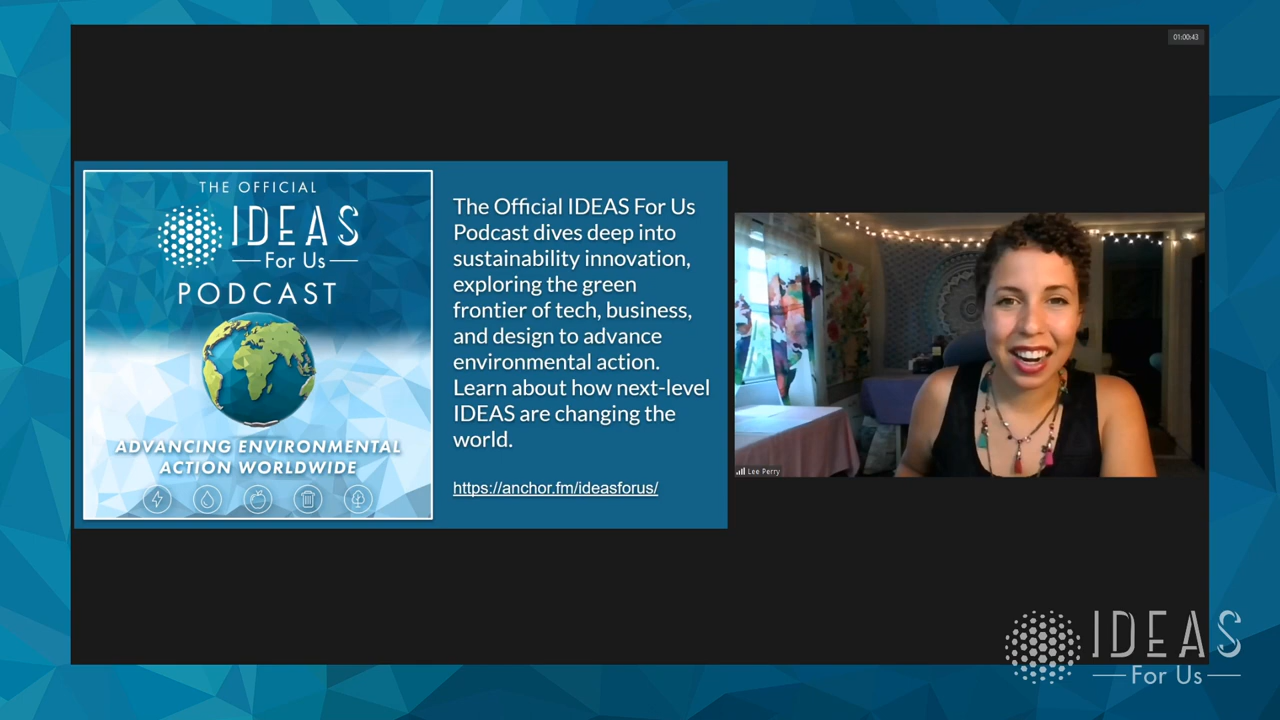 01:00:43
THE OFFICIAL
IDEAS
For Us
PODCAST
ADVANCING ENVIRONMENTAL
ACTION WORLDWIDE
The Official IDEAS For Us
Podcast dives deep into
sustainability innovation,
exploring the green
frontier of tech, business,
and design to advance
environmental action.
Learn about how next-level
IDEAS are changing the
world.
https://anchor.fm/ideasforus/
Lee Perry
IDEAS
For Us